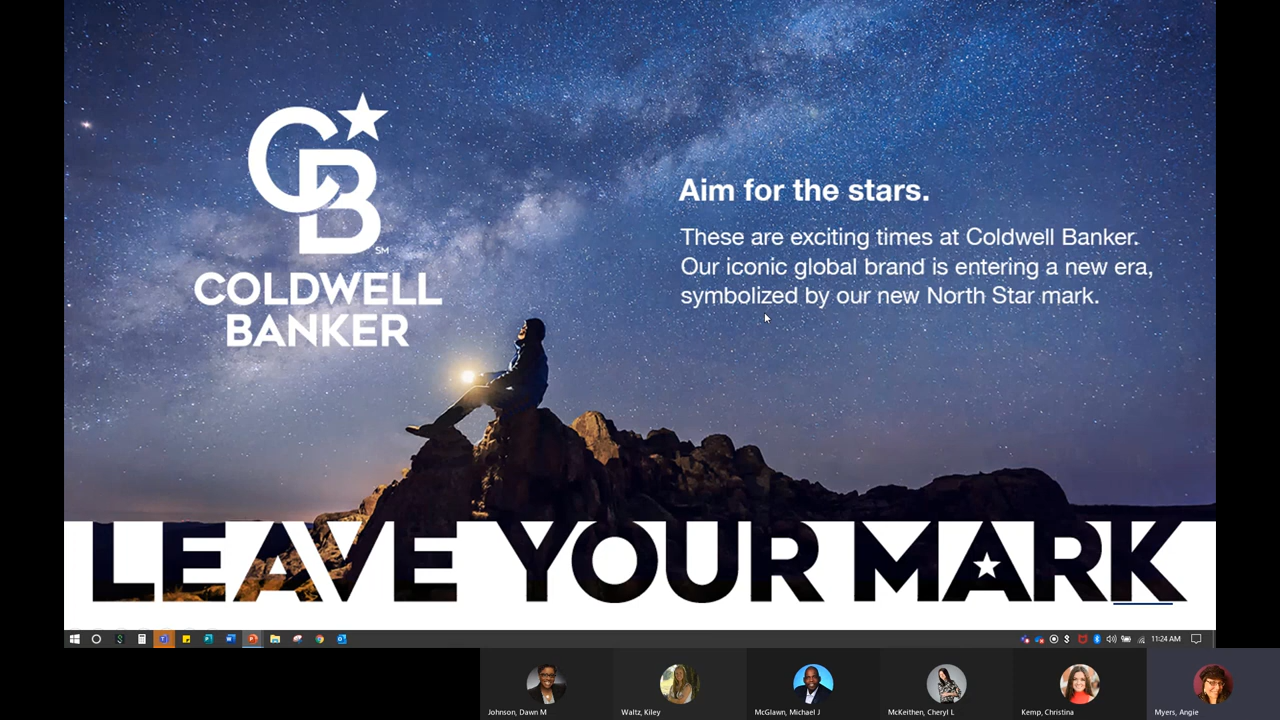 CB
SM
COLDWELL
BANKER
Aim for the stars.
These are exciting times at Coldwell Banker.
Our iconic global brand is entering a new era,
symbolized by our new North Star mark.
LEAVE YOUR MARK
11:24 AM
Johnson, Dawn M
Waltz, Kiley
McGlawn, Michael J
McKeithen, Cheryl L
Kemp, Christina
Myers, Angie